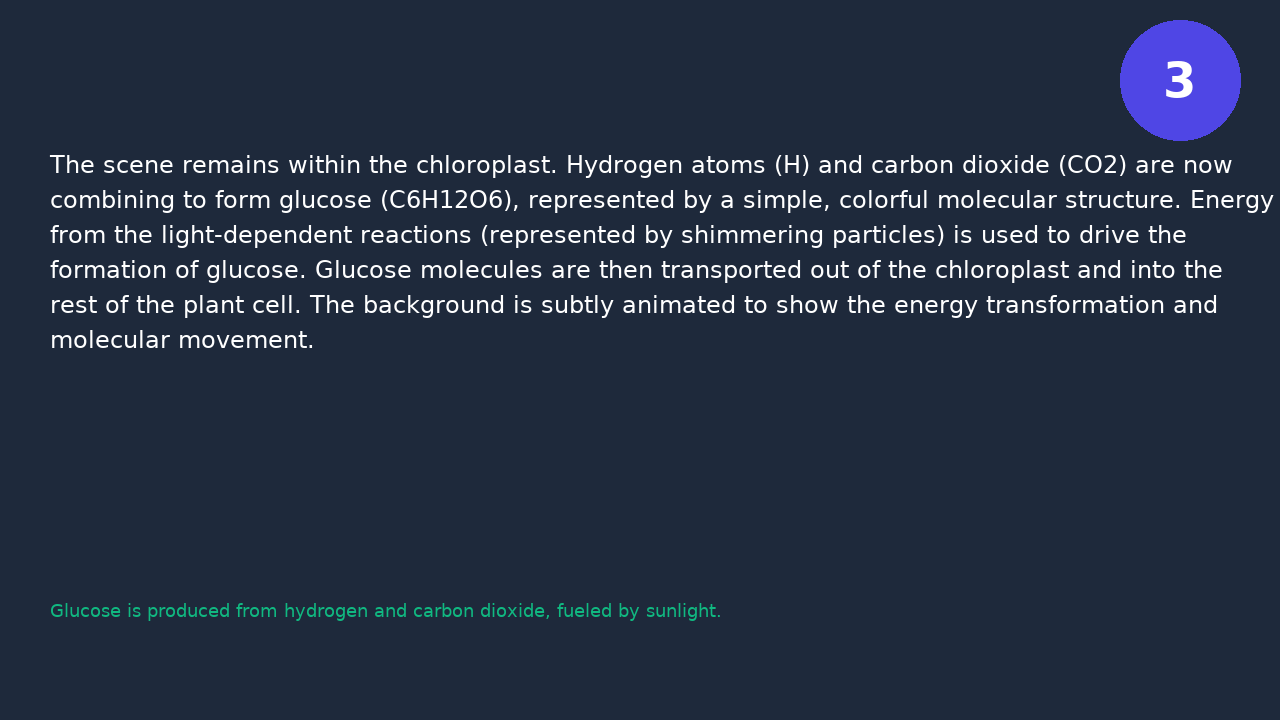 3
The scene remains within the chloroplast. Hydrogen atoms (H) and carbon dioxide (CO2) are now
combining to form glucose (C6H12O6), represented by a simple, colorful molecular structure. Energy
from the light-dependent reactions (represented by shimmering particles) is used to drive the
formation of glucose. Glucose molecules are then transported out of the chloroplast and into the
rest of the plant cell. The background is subtly animated to show the energy transformation and
molecular movement.
Glucose is produced from hydrogen and carbon dioxide, fueled by sunlight.